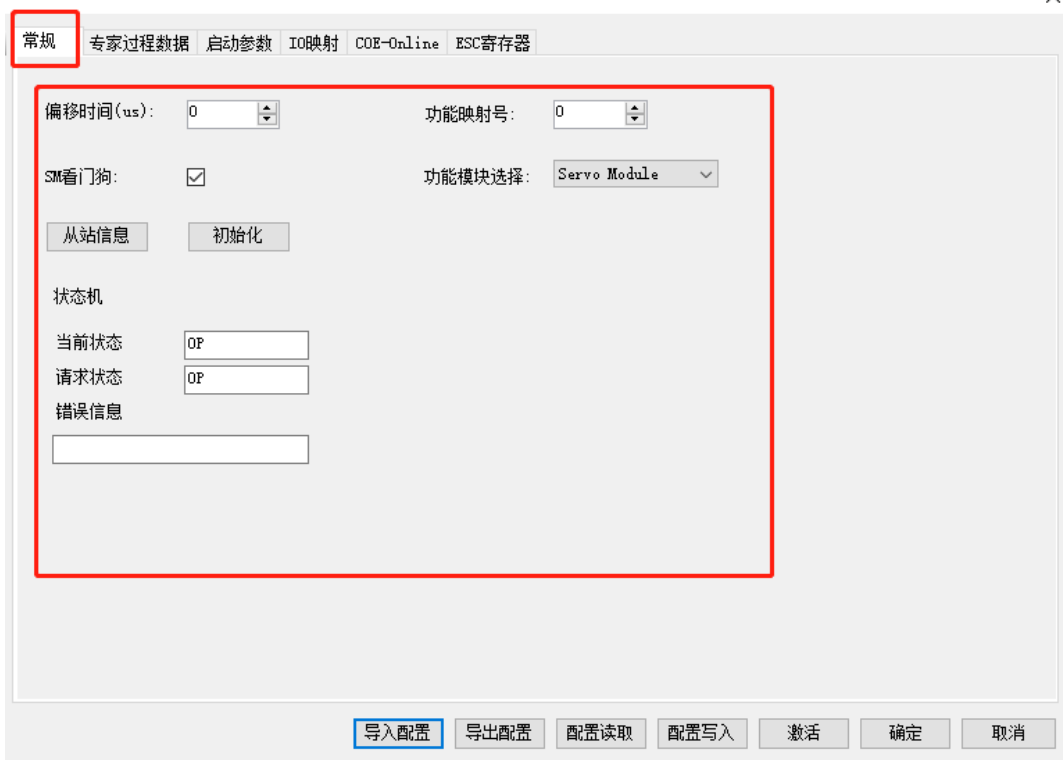 常规 专家过程数据 启动参数 IO映射 COE-Online ESC寄存器
偏移时间(us): 0 功能映射号: 0
SM看门狗: 功能模块选择: Servo Module
从站信息 初始化
状态机
当前状态 OP
请求状态 OP
错误信息
导入配置 导出配置 配置读取 配置写入 激活 确定 取消